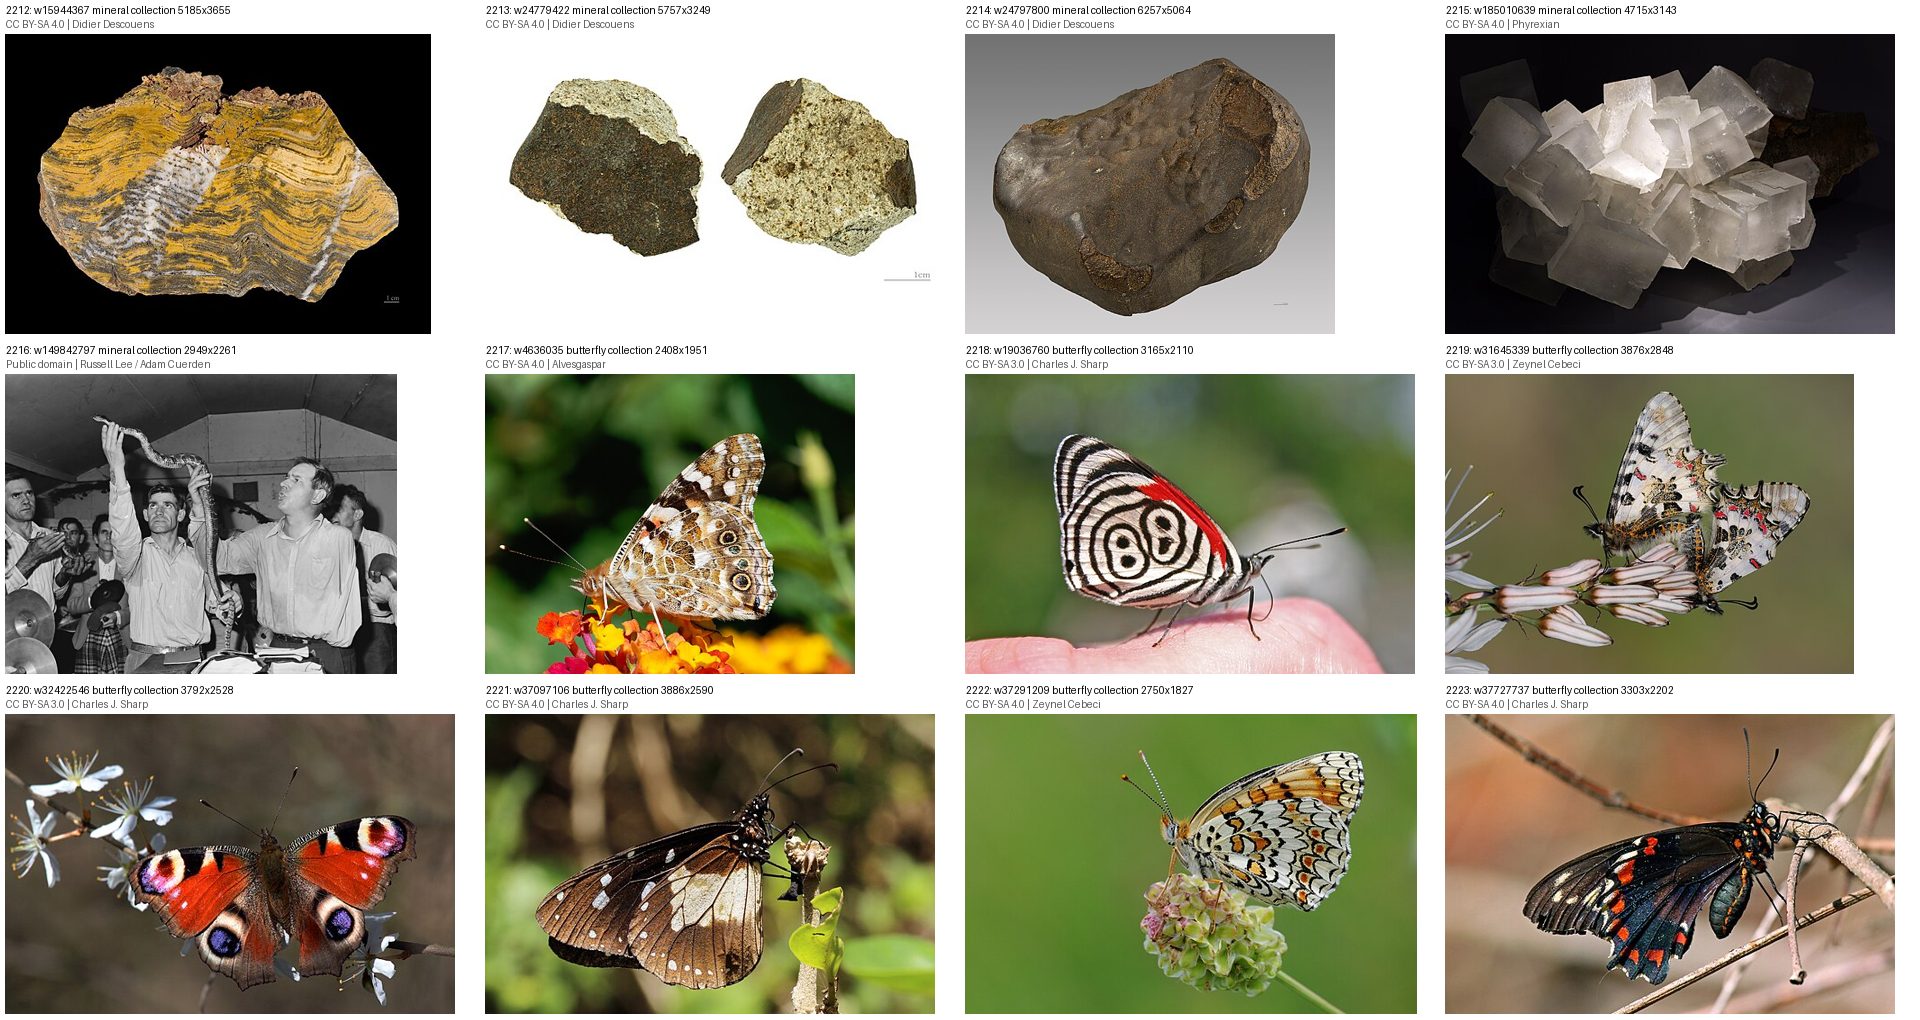 2212: w15944367 mineral collection 5185x3655
CC BY-SA 4.0 | Didier Descouens
2213: w24779422 mineral collection 5757x3249
CC BY-SA 4.0 | Didier Descouens
2214: w24797800 mineral collection 6257x5064
CC BY-SA 4.0 | Didier Descouens
2215: w185010639 mineral collection 4715x3143
CC BY-SA 4.0 | Phyrexian
1 cm
1cm
2216: w149842797 mineral collection 2949x2261
Public domain | Russell Lee / Adam Cuerden
2217: w4636035 butterfly collection 2408x1951
CC BY-SA 4.0 | Alvesgaspar
2218: w19036760 butterfly collection 3165x2110
CC BY-SA 3.0 | Charles J. Sharp
2219: w31645339 butterfly collection 3876x2848
CC BY-SA 3.0 | Zeynel Cebeci
2220: w32422546 butterfly collection 3792x2528
CC BY-SA 3.0 | Charles J. Sharp
2221: w37097106 butterfly collection 3886x2590
CC BY-SA 4.0 | Charles J. Sharp
2222: w37291209 butterfly collection 2750x1827
CC BY-SA 4.0 | Zeynel Cebeci
2223: w37727737 butterfly collection 3303x2202
CC BY-SA 4.0 | Charles J. Sharp